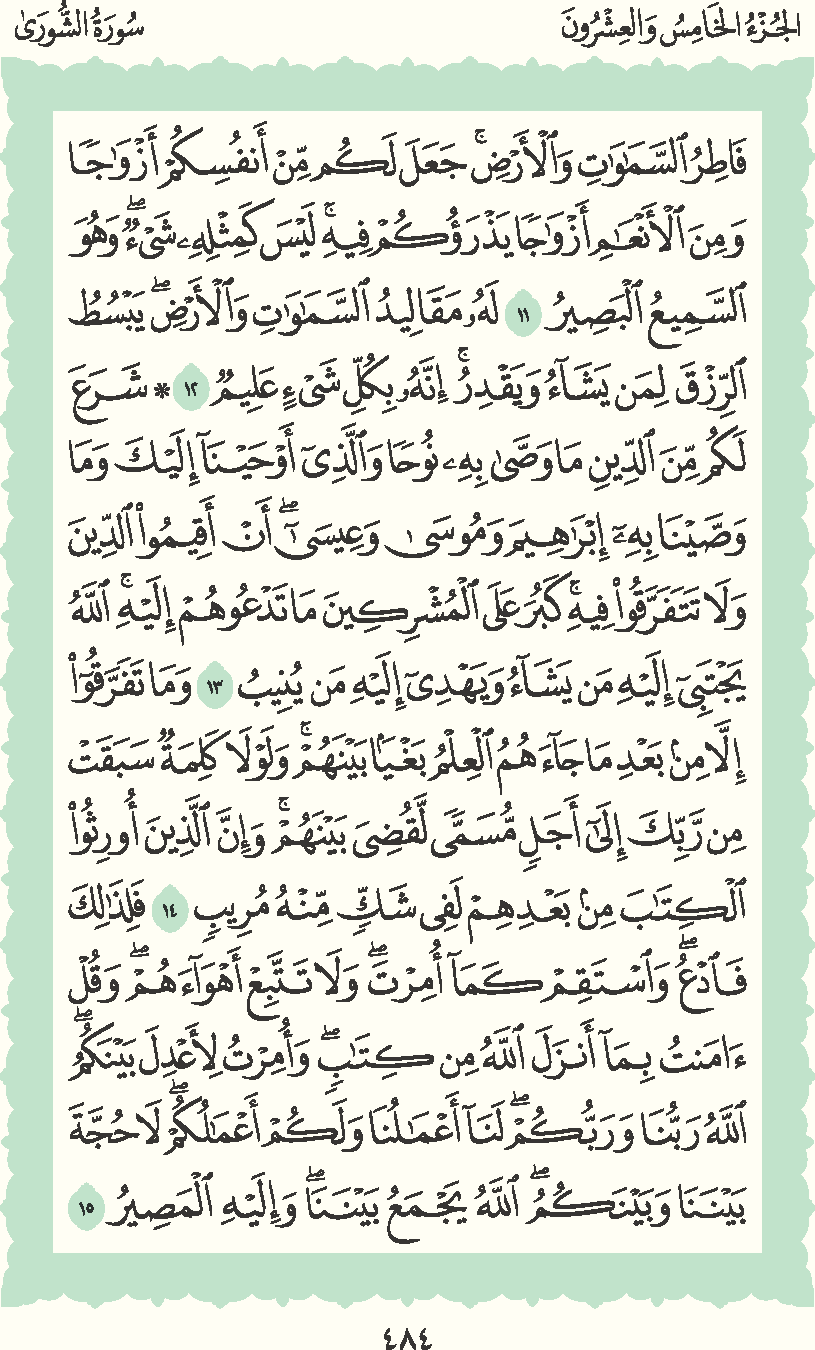 الجُزْءُ الخَامِسُ وَالعِشْرُونَ
سُورَةُ الشُّورَىٰ
فَاطِرُ ٱلسَّمَٰوَٰتِ وَٱلْأَرْضِۚ جَعَلَ لَكُم مِّنْ أَنفُسِكُمْ أَزْوَٰجًا
وَمِنَ ٱلْأَنْعَٰمِ أَزْوَٰجًا يَذْرَؤُكُمْ فِيهِۚ لَيْسَ كَمِثْلِهِۦ شَىْءٌۖ وَهُوَ
ٱلسَّمِيعُ ٱلْبَصِيرُ ١١ لَهُۥ مَقَالِيدُ ٱلسَّمَٰوَٰتِ وَٱلْأَرْضِۖ يَبْسُطُ
ٱلرِّزْقَ لِمَن يَشَآءُ وَيَقْدِرُۚ إِنَّهُۥ بِكُلِّ شَىْءٍ عَلِيمٌ ١٢ * شَرَعَ
لَكُم مِّنَ ٱلدِّينِ مَا وَصَّىٰ بِهِۦ نُوحًا وَٱلَّذِىٓ أَوْحَيْنَآ إِلَيْكَ وَمَا
وَصَّيْنَا بِهِۦٓ إِبْرَٰهِيمَ وَمُوسَىٰ وَعِيسَىٰٓۖ أَنْ أَقِيمُوا۟ ٱلدِّينَ
وَلَا تَتَفَرَّقُوا۟ فِيهِۚ كَبُرَ عَلَى ٱلْمُشْرِكِينَ مَا تَدْعُوهُمْ إِلَيْهِۚ ٱللَّهُ
يَجْتَبِىٓ إِلَيْهِ مَن يَشَآءُ وَيَهْدِىٓ إِلَيْهِ مَن يُنِيبُ ١٣ وَمَا تَفَرَّقُوٓا۟
إِلَّا مِنۢ بَعْدِ مَا جَآءَهُمُ ٱلْعِلْمُ بَغْيًۢا بَيْنَهُمْۚ وَلَوْلَا كَلِمَةٌ سَبَقَتْ
مِن رَّبِّكَ إِلَىٰٓ أَجَلٍ مُّسَمًّى لَّقُضِىَ بَيْنَهُمْۚ وَإِنَّ ٱلَّذِينَ أُورِثُوا۟
ٱلْكِتَٰبَ مِنۢ بَعْدِهِمْ لَفِى شَكٍّ مِّنْهُ مُرِيبٍ ١٤ فَلِذَٰلِكَ
فَٱدْعُۖ وَٱسْتَقِمْ كَمَآ أُمِرْتَۖ وَلَا تَتَّبِعْ أَهْوَآءَهُمْۖ وَقُلْ
ءَامَنتُ بِمَآ أَنزَلَ ٱللَّهُ مِن كِتَٰبٍۖ وَأُمِرْتُ لِأَعْدِلَ بَيْنَكُمُۖ
ٱللَّهُ رَبُّنَا وَرَبُّكُمْۖ لَنَآ أَعْمَٰلُنَا وَلَكُمْ أَعْمَٰلُكُمْۖ لَا حُجَّةَ
بَيْنَنَا وَبَيْنَكُمُۖ ٱللَّهُ يَجْمَعُ بَيْنَنَاۖ وَإِلَيْهِ ٱلْمَصِيرُ ١٥
٤٨٤